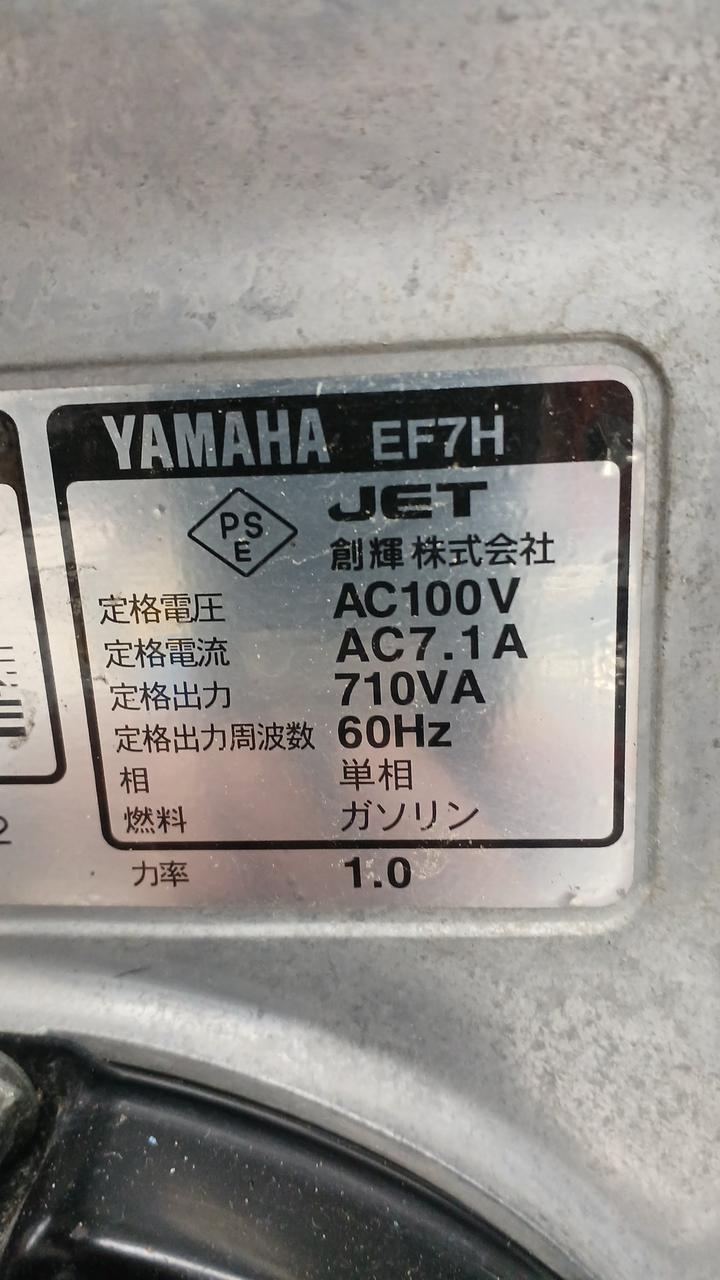 YAMAHA EF7H
PS
E
JET
創輝株式会社
定格電圧 AC100V
定格電流 AC7.1A
定格出力 710VA
定格出力周波数 60Hz
相 単相
燃料 ガソリン
力率 1.0
2